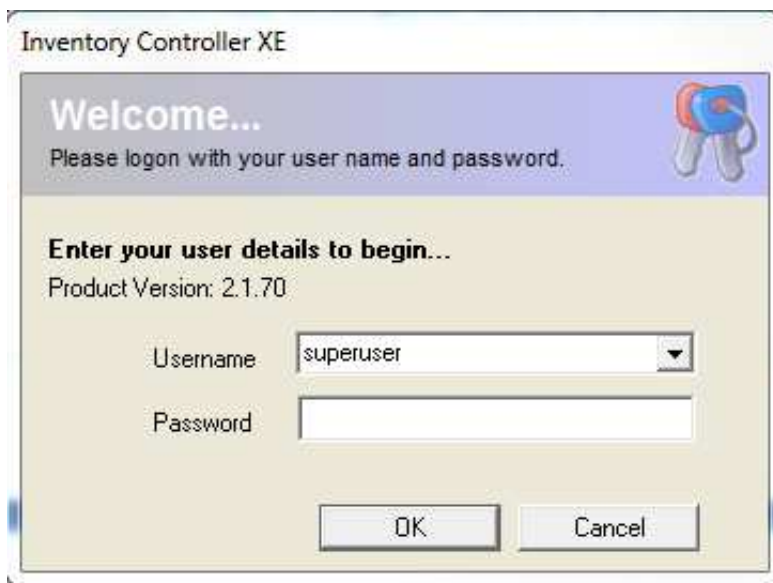 Inventory Controller XE
Welcome...
Please logon with your user name and password.
Enter your user details to begin...
Product Version: 2.1.70
Username superuser
Password
OK Cancel